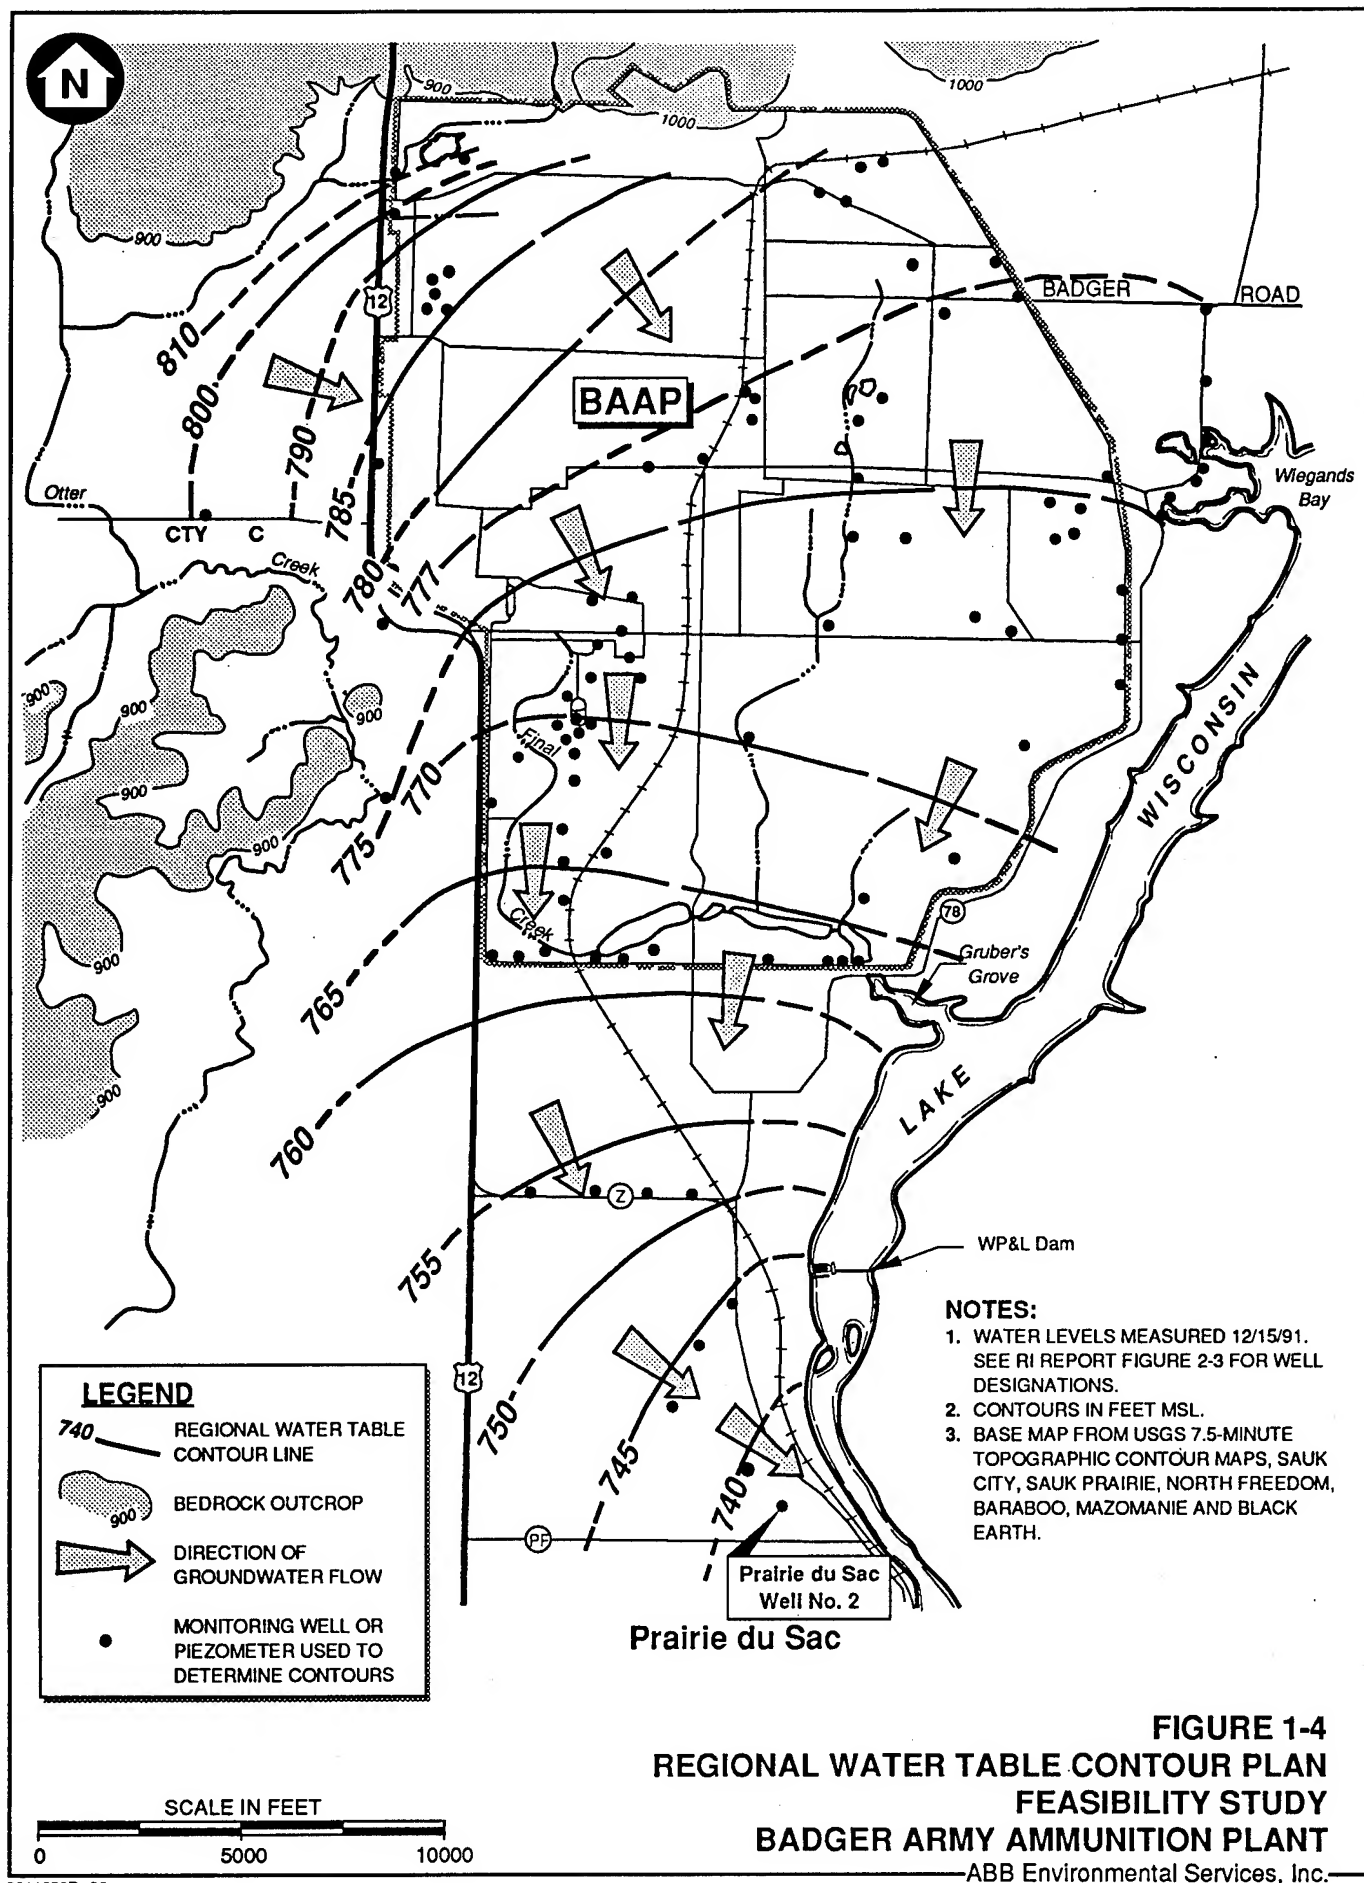 N
900
1000
1000
900
12
BADGER ROAD
810
800
790
785
780
777
BAAP
Otter
CTY C
Creek
Wiegands
Bay
900
900
900
900
900
770
775
Final
Creek
WISCONSIN
LAKE
78
Gruber's
Grove
900
900
765
760
755
Z
WP&L Dam
12
750
745
740
PF
Prairie du Sac
Well No. 2
Prairie du Sac
NOTES:
1. WATER LEVELS MEASURED 12/15/91.
SEE RI REPORT FIGURE 2-3 FOR WELL
DESIGNATIONS.
2. CONTOURS IN FEET MSL.
3. BASE MAP FROM USGS 7.5-MINUTE
TOPOGRAPHIC CONTOUR MAPS, SAUK
CITY, SAUK PRAIRIE, NORTH FREEDOM,
BARABOO, MAZOMANIE AND BLACK
EARTH.
LEGEND
740
REGIONAL WATER TABLE
CONTOUR LINE
900
BEDROCK OUTCROP
DIRECTION OF
GROUNDWATER FLOW
MONITORING WELL OR
PIEZOMETER USED TO
DETERMINE CONTOURS
SCALE IN FEET
0 5000 10000
FIGURE 1-4
REGIONAL WATER TABLE CONTOUR PLAN
FEASIBILITY STUDY
BADGER ARMY AMMUNITION PLANT
ABB Environmental Services, Inc.